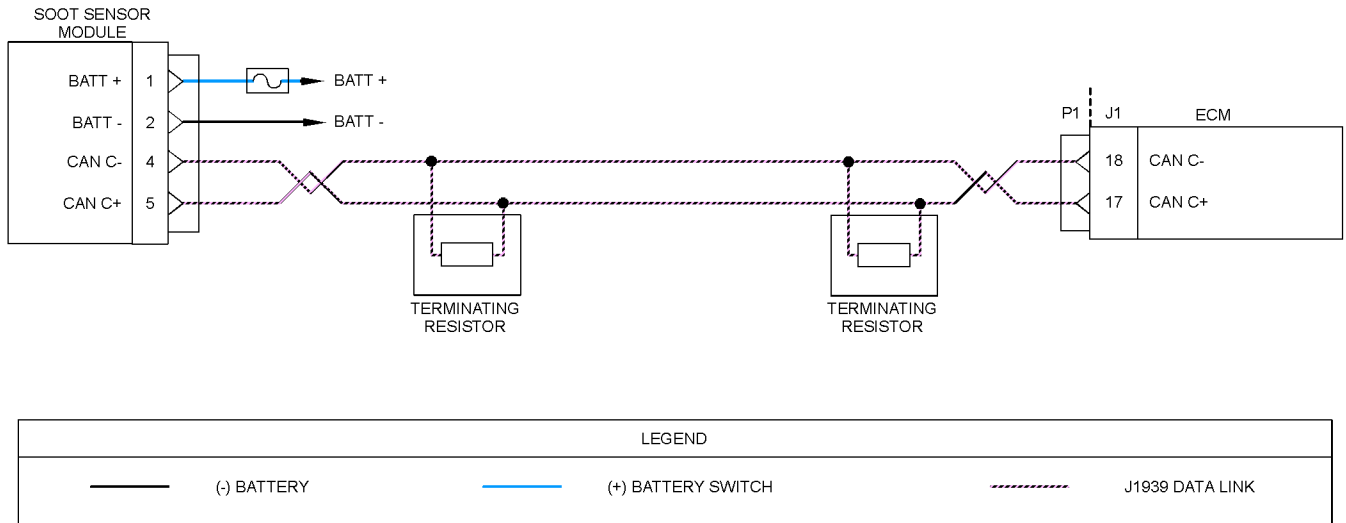 SOOT SENSOR
MODULE
BATT + 1 BATT +
BATT - 2 BATT -
CAN C- 4
CAN C+ 5
P1 J1 ECM
18 CAN C-
17 CAN C+
TERMINATING
RESISTOR
TERMINATING
RESISTOR
LEGEND
(-) BATTERY (+) BATTERY SWITCH J1939 DATA LINK